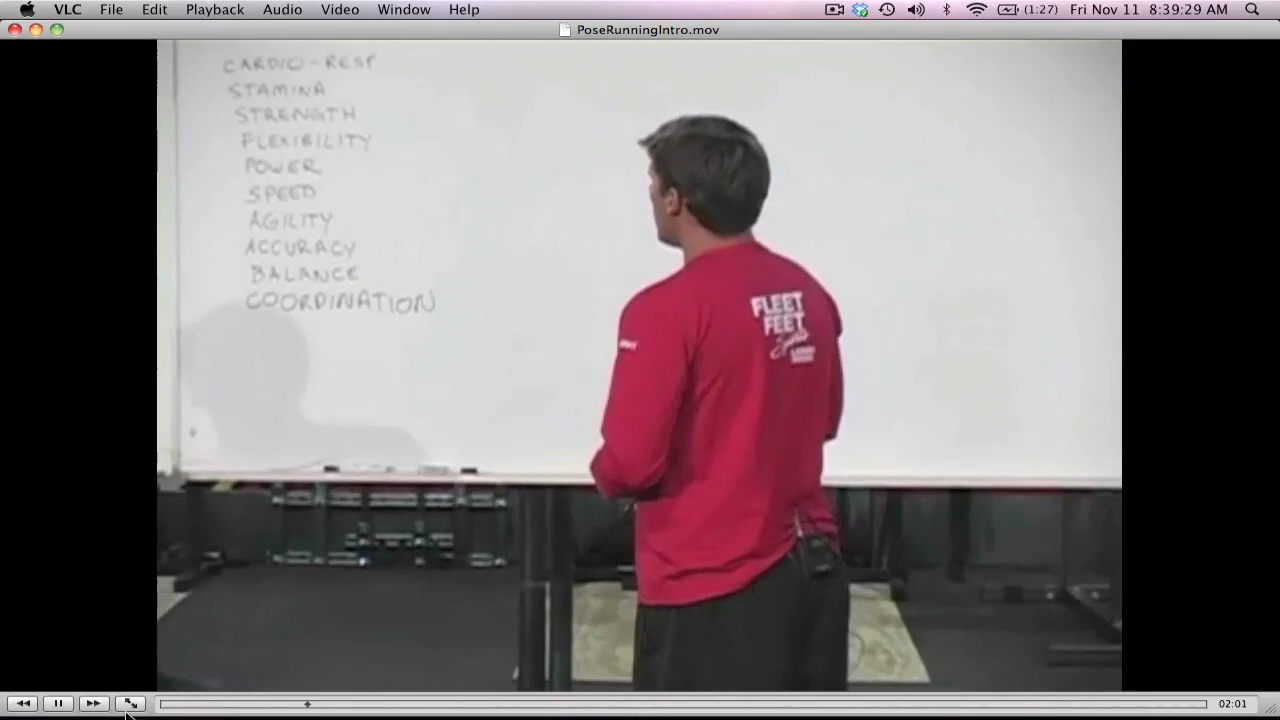 VLC File Edit Playback Audio Video Window Help (1:27) Fri Nov 11 8:39:29 AM
PoseRunningIntro.mov
CARDIO-RESP
STAMINA
STRENGTH
FLEXIBILITY
POWER
SPEED
AGILITY
ACCURACY
BALANCE
COORDINATION
FLEET
FEET
Sports
02:01